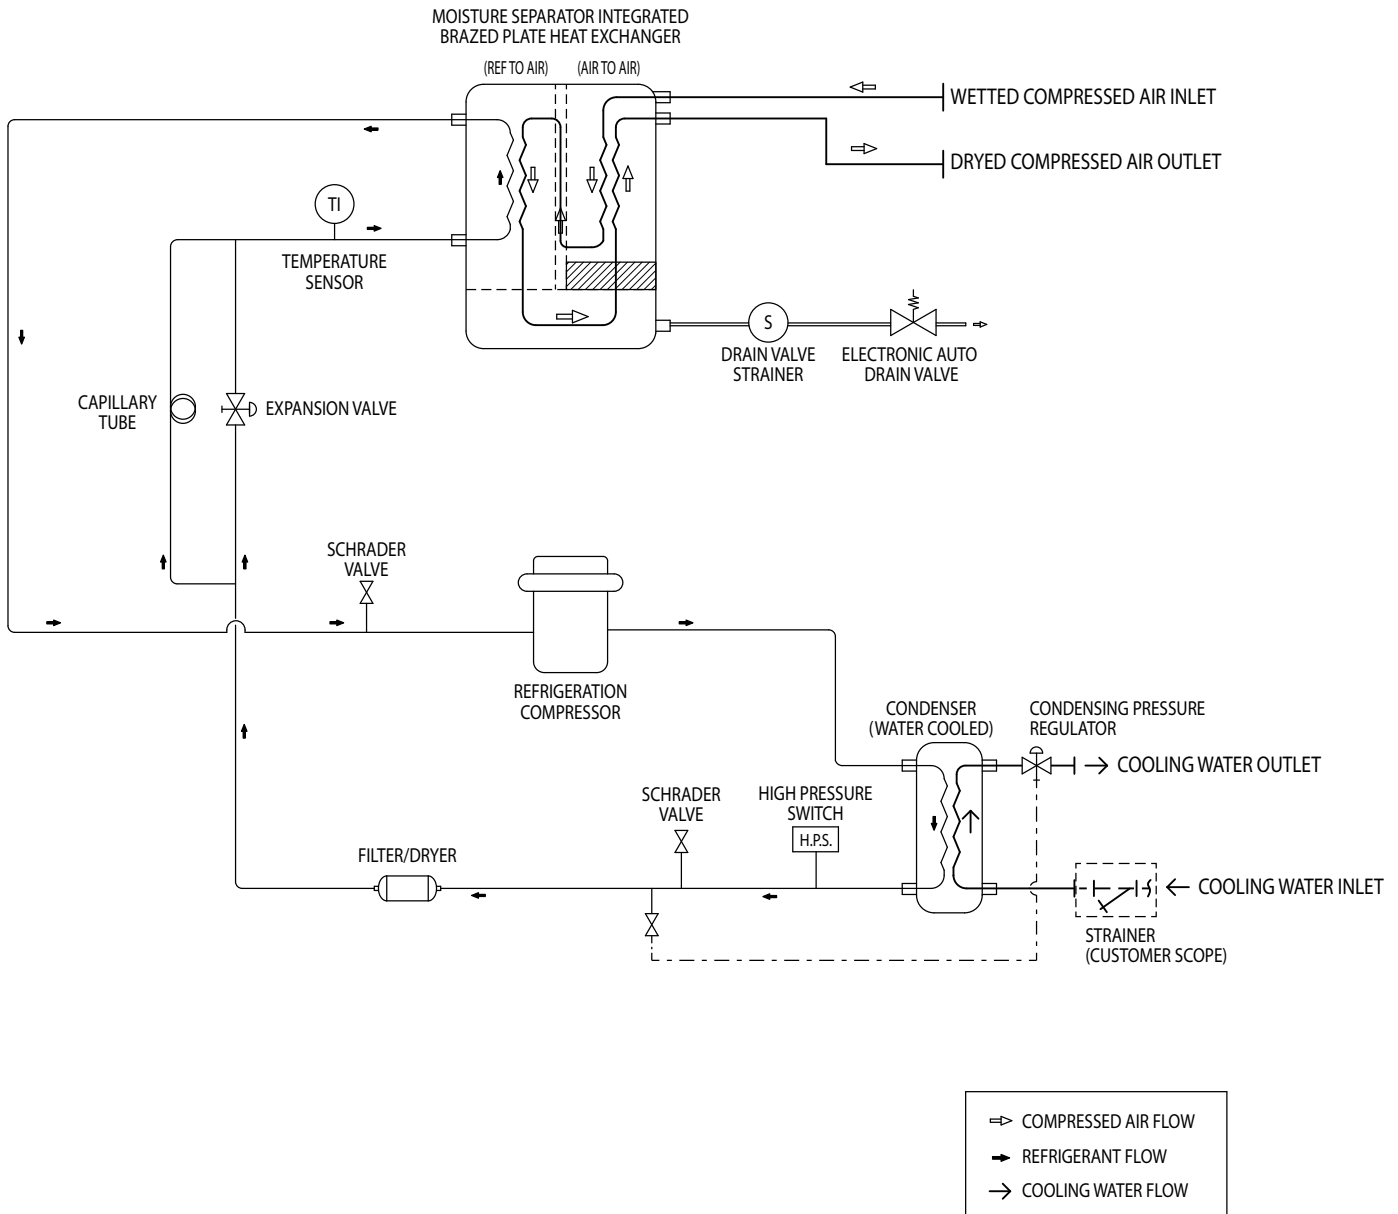 MOISTURE SEPARATOR INTEGRATED
BRAZED PLATE HEAT EXCHANGER
(REF TO AIR)
(AIR TO AIR)
WETTED COMPRESSED AIR INLET
DRYED COMPRESSED AIR OUTLET
TI
TEMPERATURE
SENSOR
S
DRAIN VALVE
STRAINER
ELECTRONIC AUTO
DRAIN VALVE
CAPILLARY
TUBE
EXPANSION VALVE
SCHRADER
VALVE
REFRIGERATION
COMPRESSOR
CONDENSER
(WATER COOLED)
CONDENSING PRESSURE
REGULATOR
COOLING WATER OUTLET
SCHRADER
VALVE
HIGH PRESSURE
SWITCH
H.P.S.
FILTER/DRYER
COOLING WATER INLET
STRAINER
(CUSTOMER SCOPE)
COMPRESSED AIR FLOW
REFRIGERANT FLOW
COOLING WATER FLOW